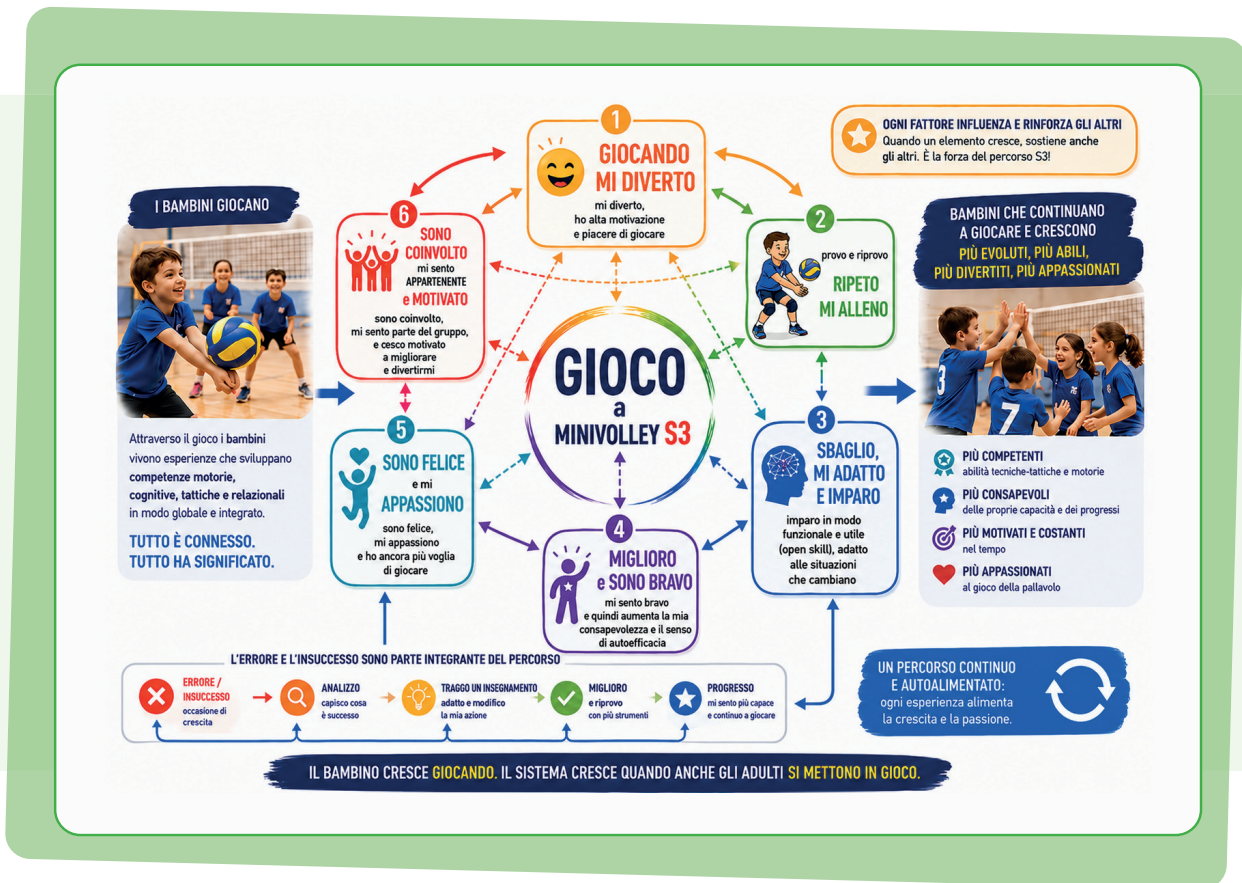 I BAMBINI GIOCANO
Attraverso il gioco i bambini
vivono esperienze che sviluppano
competenze motorie,
cognitive, tattiche e relazionali
in modo globale e integrato.
TUTTO È CONNESSO.
TUTTO HA SIGNIFICATO.
1
GIOCANDO
MI DIVERTO
mi diverto,
ho alta motivazione
e piacere di giocare
2
provo e riprovo
RIPETO
MI ALLENO
3
SBAGLIO,
MI ADATTO
E IMPARO
imparo in modo
funzionale e utile
(open skill), adatto
alle situazioni
che cambiano
4
MIGLIORO
e SONO BRAVO
mi sento bravo
e quindi aumenta la mia
consapevolezza e il senso
di autoefficacia
5
SONO FELICE
e mi
APPASSIONO
sono felice,
mi appassiono
e ho ancora più voglia
di giocare
6
SONO
COINVOLTO
mi sento
APPARTENENTE
e MOTIVATO
sono coinvolto,
mi sento parte del gruppo,
e cesco motivato
a migliorare
e divertirmi
GIOCO
a
MINIVOLLEY S3
OGNI FATTORE INFLUENZA E RINFORZA GLI ALTRI
Quando un elemento cresce, sostiene anche
gli altri. È la forza del percorso S3!
BAMBINI CHE CONTINUANO
A GIOCARE E CRESCONO
PIÙ EVOLUTI, PIÙ ABILI,
PIÙ DIVERTITI, PIÙ APPASSIONATI
3
7
PIÙ COMPETENTI
abilità tecniche-tattiche e motorie
PIÙ CONSAPEVOLI
delle proprie capacità e dei progressi
PIÙ MOTIVATI E COSTANTI
nel tempo
PIÙ APPASSIONATI
al gioco della pallavolo
L'ERRORE E L'INSUCCESSO SONO PARTE INTEGRANTE DEL PERCORSO
ERRORE /
INSUCCESSO
occasione di
crescita
ANALIZZO
capisco cosa
è successo
TRAGGO UN INSEGNAMENTO
adatto e modifico
la mia azione
MIGLIORO
e riprovo
con più strumenti
PROGRESSO
mi sento più capace
e continuo a giocare
UN PERCORSO CONTINUO
E AUTOALIMENTATO:
ogni esperienza alimenta
la crescita e la passione.
IL BAMBINO CRESCE GIOCANDO. IL SISTEMA CRESCE QUANDO ANCHE GLI ADULTI SI METTONO IN GIOCO.